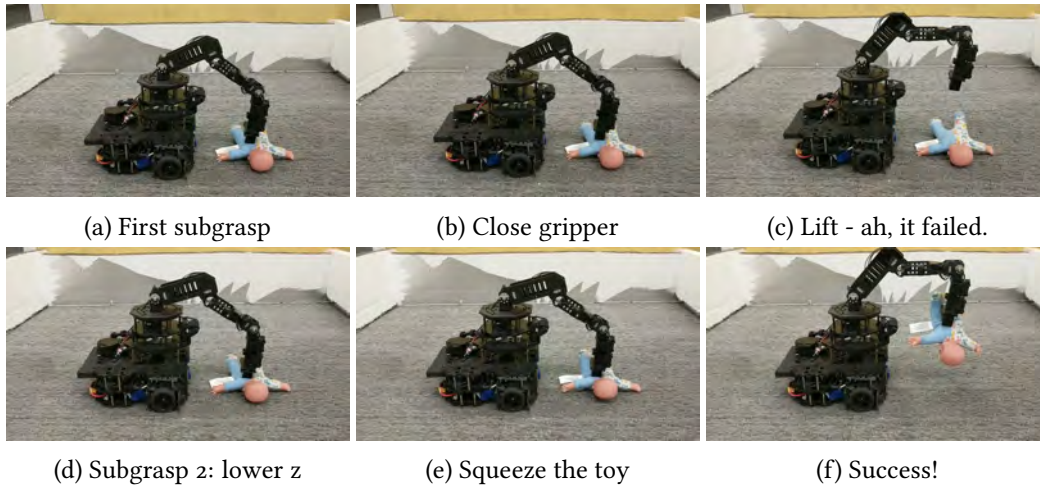 (a) First subgrasp
(b) Close gripper
(c) Lift - ah, it failed.
(d) Subgrasp 2: lower z
(e) Squeeze the toy
(f) Success!